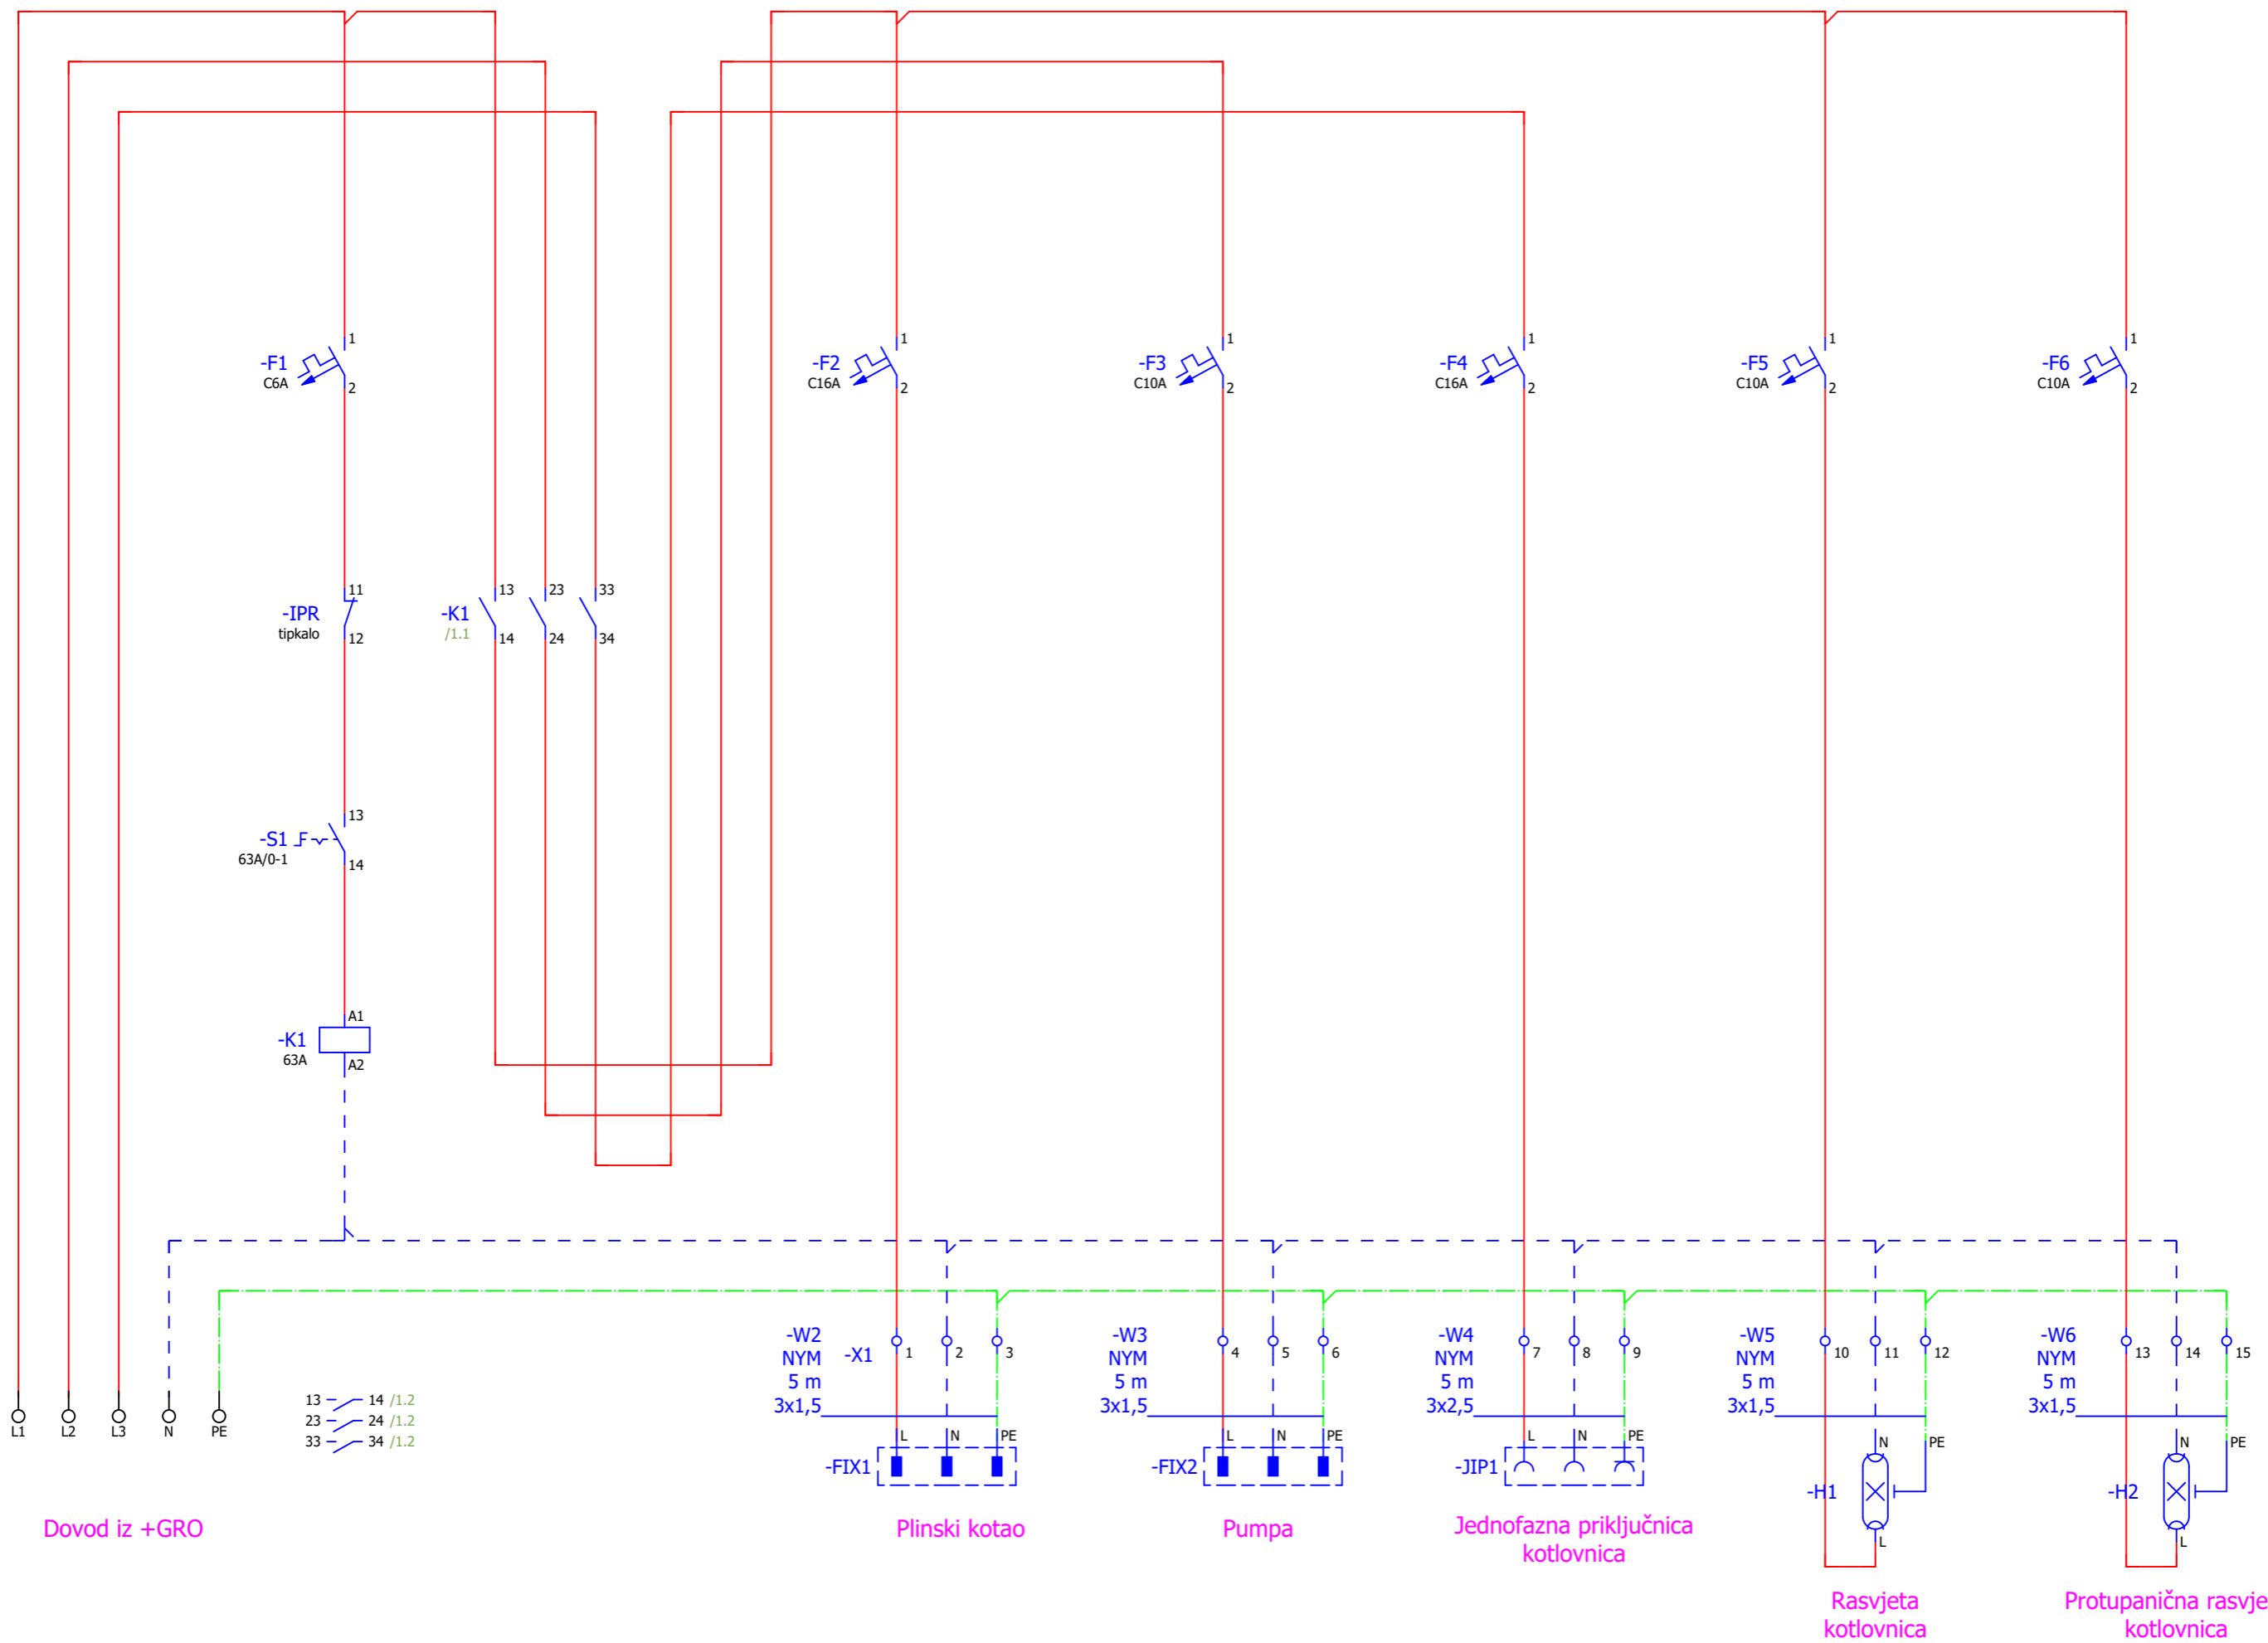 1
1
1
1
1
1
-F1
-F2
-F3
-F4
-F5
-F6
C6A
C16A
C10A
C16A
C10A
C10A
2
2
2
2
2
2
11
13
23
33
-IPR
-K1
tipkalo
/1.1
12
14
24
34
13
-S1
63A/0-1
14
A1
-K1
63A
A2
-W2
NYM
5 m
3x1,5
-X1
1
2
3
-W3
NYM
5 m
3x1,5
4
5
6
-W4
NYM
5 m
3x2,5
7
8
9
-W5
NYM
5 m
3x1,5
10
11
12
-W6
NYM
5 m
3x1,5
13
14
15
L1
L2
L3
N
PE
13 14 /1.2
23 24 /1.2
33 34 /1.2
L N PE
-FIX1
L N PE
-FIX2
L N PE
-JIP1
N PE
-H1
L
N PE
-H2
L
Dovod iz +GRO
Plinski kotao
Pumpa
Jednofazna priključnica
kotlovnica
Rasvjeta
kotlovnica
Protupanična rasvje
kotlovnica